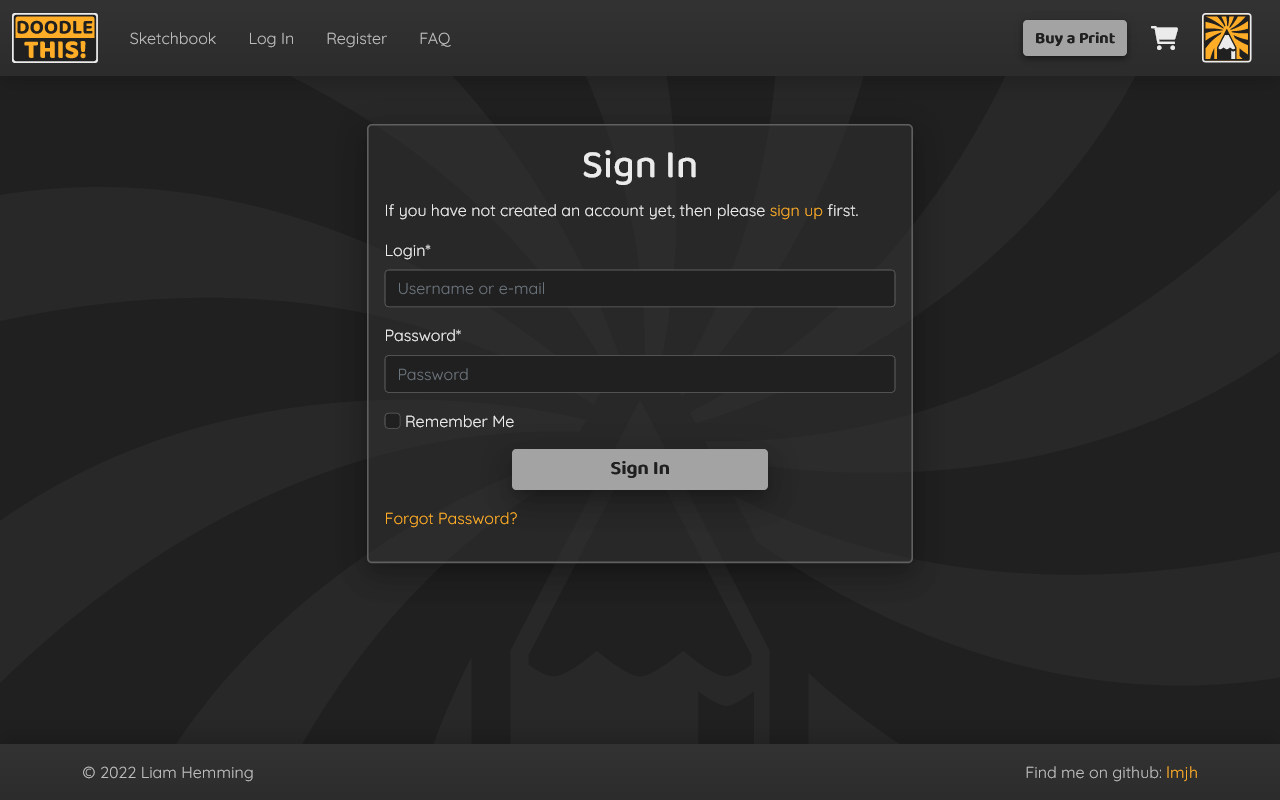 DOODLE
THIS!
Sketchbook
Log In
Register
FAQ
Buy a Print
Sign In
If you have not created an account yet, then please sign up first.
Login*
Username or e-mail
Password*
Password
Remember Me
Sign In
Forgot Password?
© 2022 Liam Hemming
Find me on github: lmjh